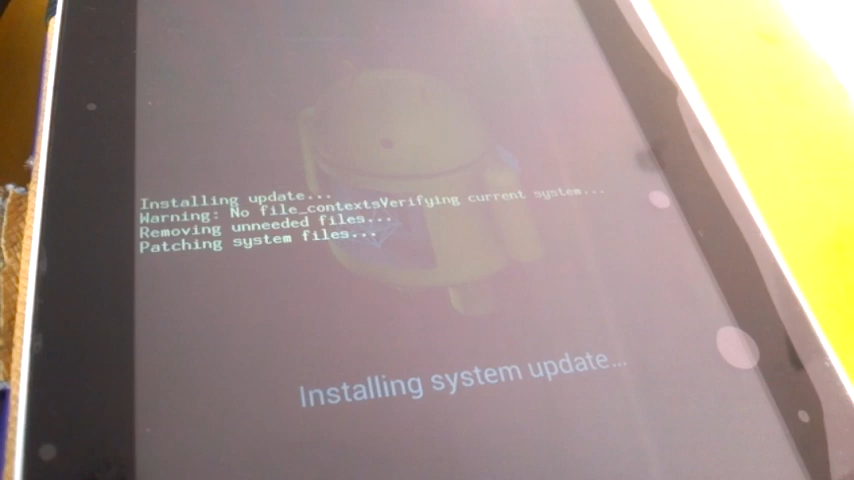 Installing update...
Warning: No file_contextsVerifying current system...
Removing unneeded files...
Patching system files...
Installing system update...